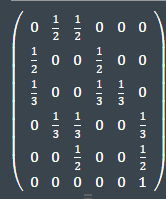 0 1/2 1/2 0 0 0
1/2 0 0 1/2 0 0
1/3 0 0 1/3 1/3 0
0 1/3 1/3 0 0 1/3
0 0 1/2 0 0 1/2
0 0 0 0 0 1